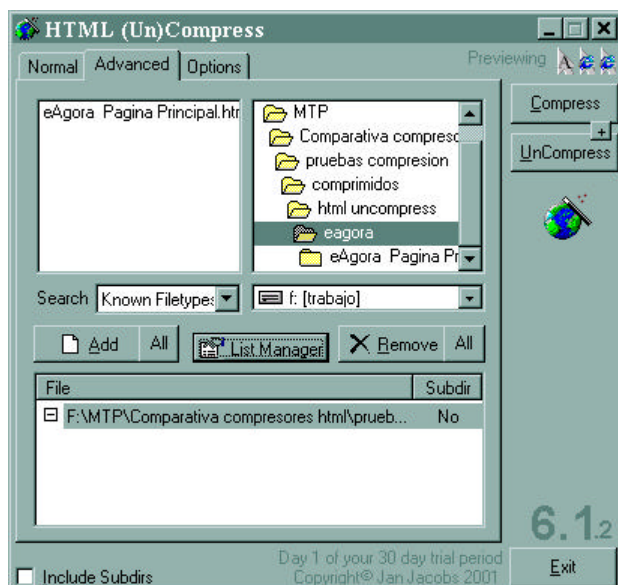 HTML (Un)Compress
Normal Advanced Options
Previewing
eAgora Pagina Principal.htm
MTP
Comparativa compreso
pruebas compresion
comprimidos
html uncompress
eagora
eAgora Pagina Pr
Compress
+
UnCompress
Search Known Filetypes
f: [trabajo]
Add All List Manager Remove All
File Subdir
F:\MTP\Comparativa compresores html\prueb... No
6.1.2
Include Subdirs
Day 1 of your 30 day trial period
Copyright© Jan Jacobs 2001
Exit